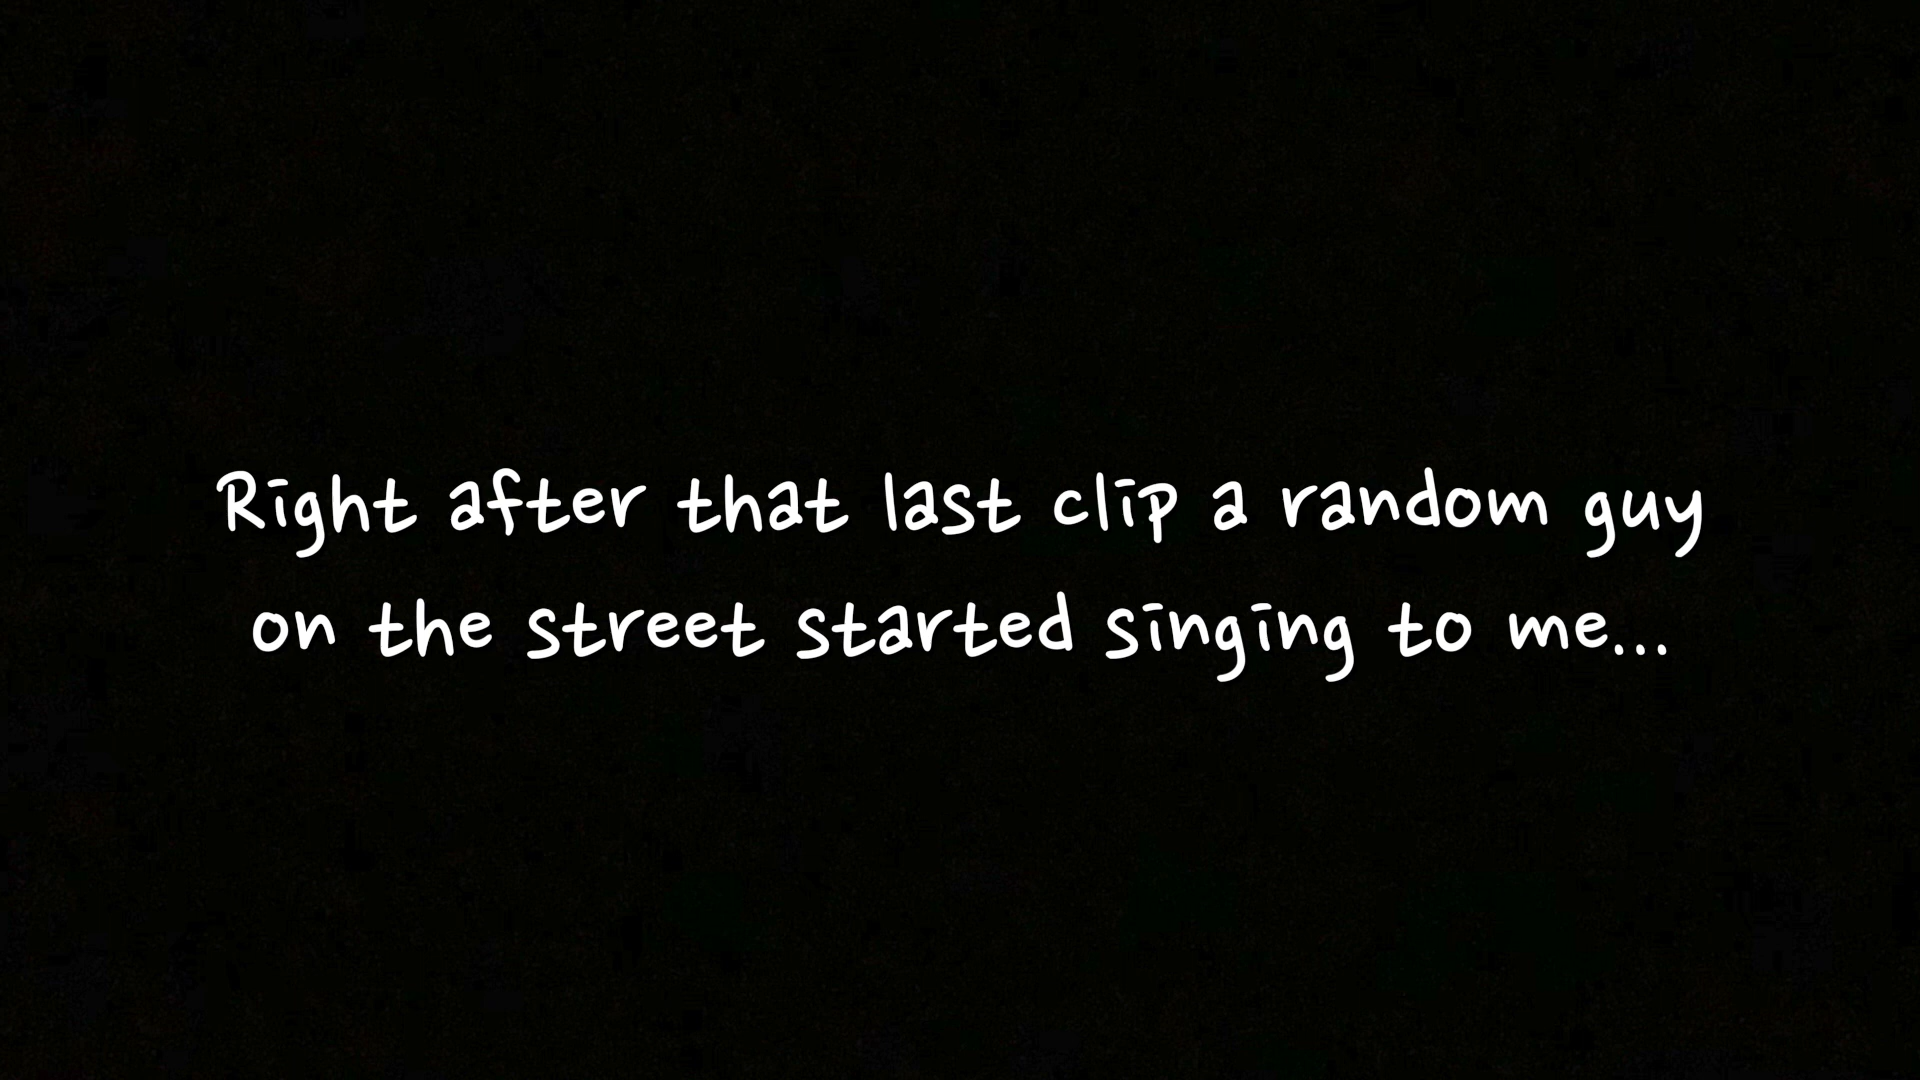 Right after that last clip a random guy
on the street started singing to me...